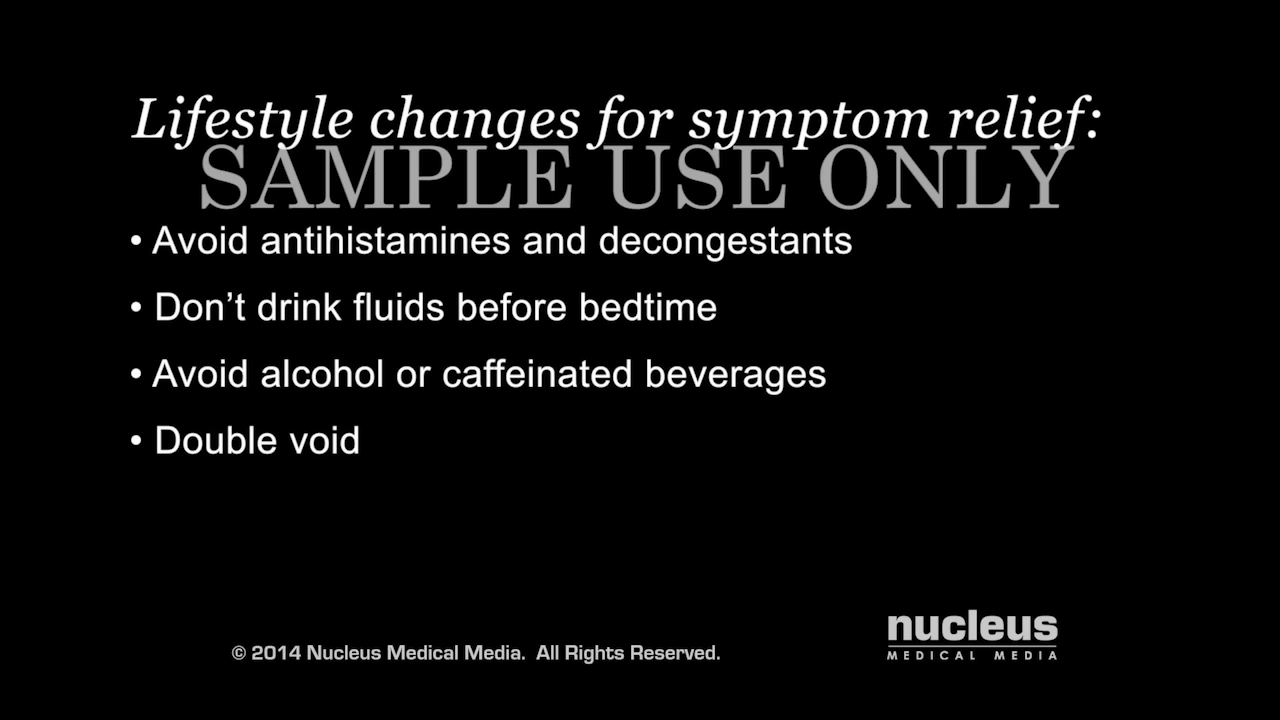 Lifestyle changes for symptom relief:
SAMPLE USE ONLY
• Avoid antihistamines and decongestants
• Don’t drink fluids before bedtime
• Avoid alcohol or caffeinated beverages
• Double void
nucleus
MEDICAL MEDIA
© 2014 Nucleus Medical Media. All Rights Reserved.